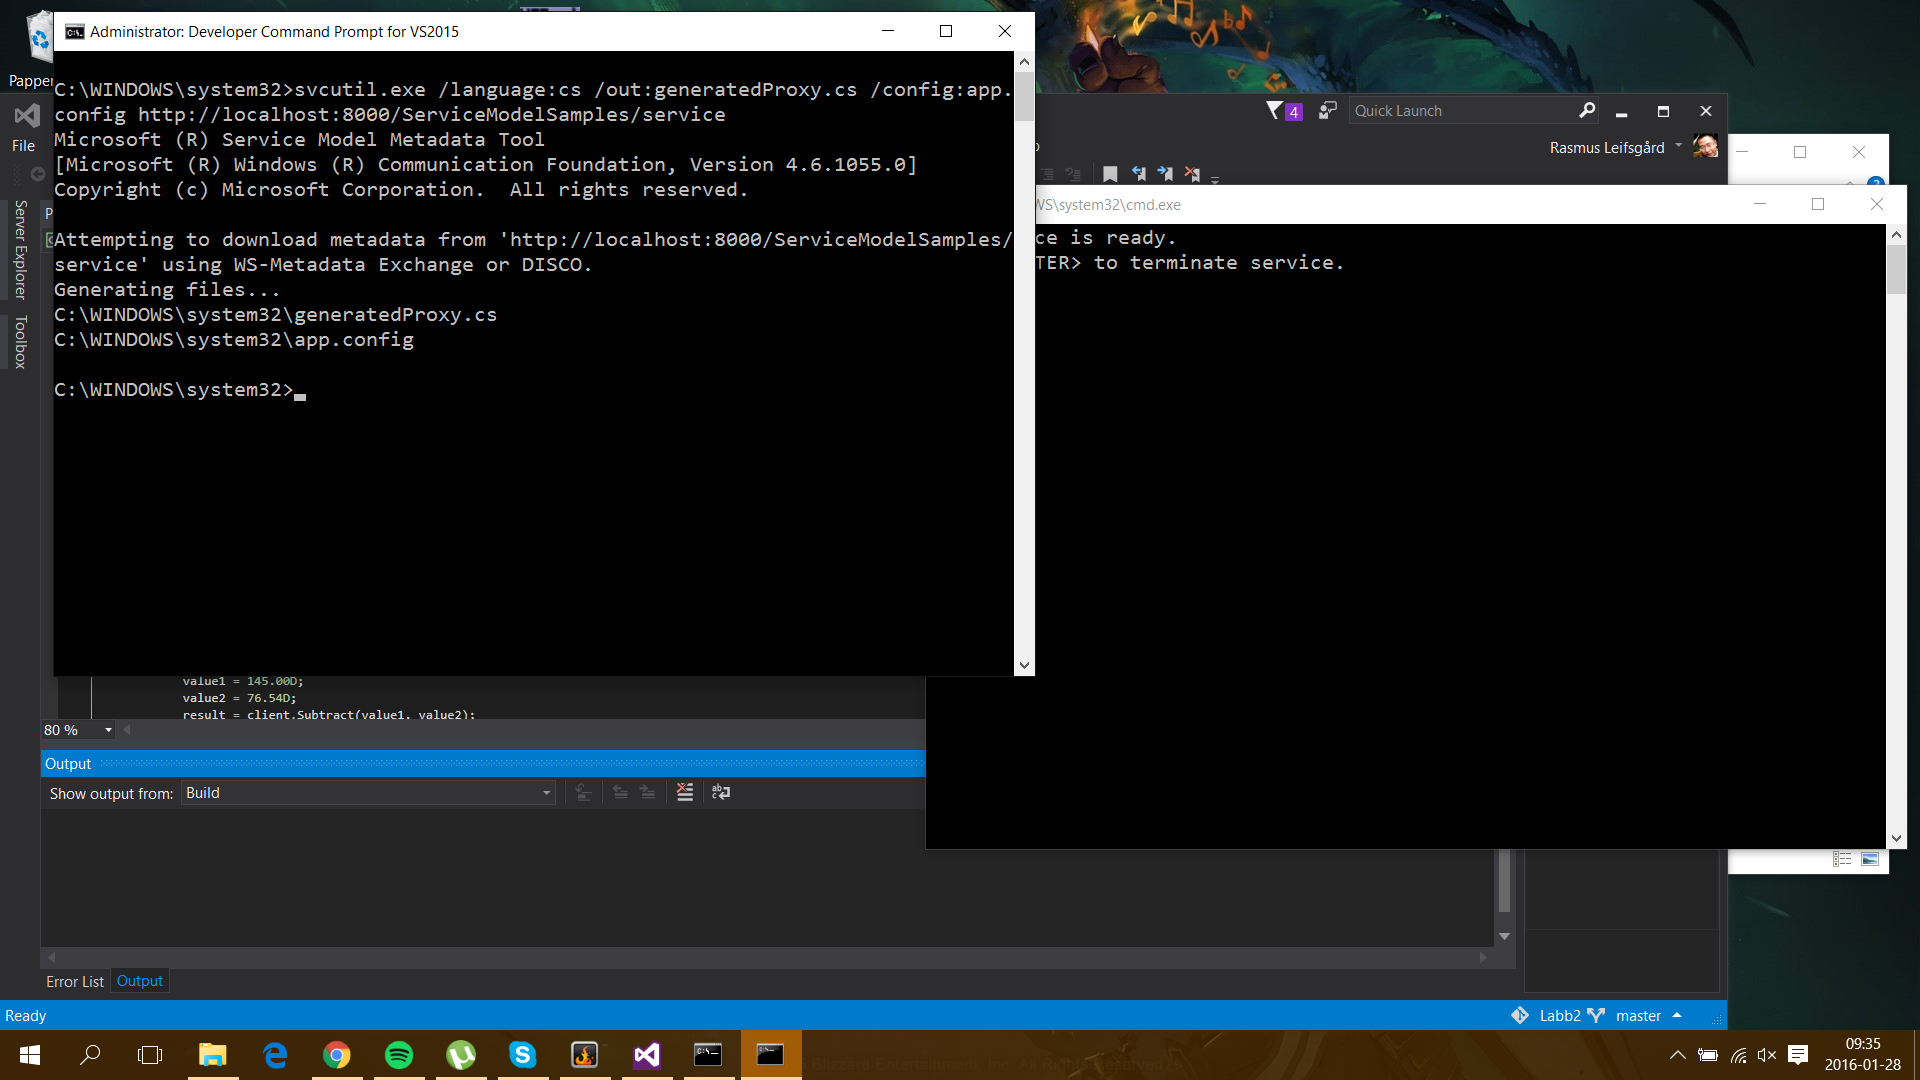 Administrator: Developer Command Prompt for VS2015
C:\WINDOWS\system32>svcutil.exe /language:cs /out:generatedProxy.cs /config:app.
config http://localhost:8000/ServiceModelSamples/service
Microsoft (R) Service Model Metadata Tool
[Microsoft (R) Windows (R) Communication Foundation, Version 4.6.1055.0]
Copyright (c) Microsoft Corporation.  All rights reserved.
Attempting to download metadata from 'http://localhost:8000/ServiceModelSamples/
service' using WS-Metadata Exchange or DISCO.
Generating files...
C:\WINDOWS\system32\generatedProxy.cs
C:\WINDOWS\system32\app.config
C:\WINDOWS\system32>
Papper
File
Server Explorer
Toolbox
P
4
Quick Launch
Rasmus Leifsgård
WS\system32\cmd.exe
ce is ready.
TER> to terminate service.
value1 = 145.00D;
value2 = 76.54D;
result = client.Subtract(value1, value2);
80 %
Output
Show output from:
Build
Error List
Output
Ready
Labb2
master
09:35
2016-01-28